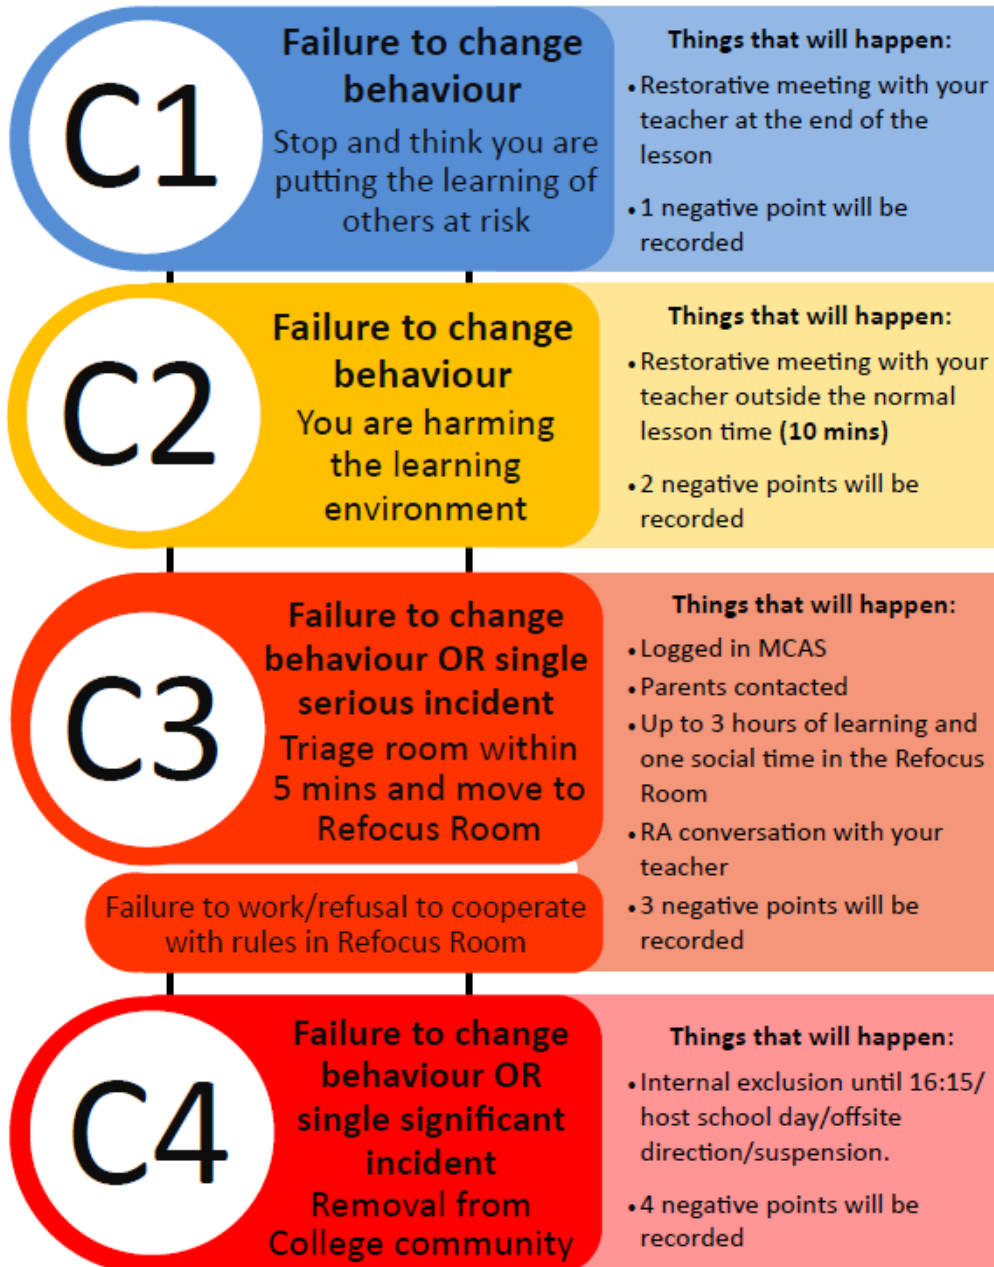 C1
Failure to change
behaviour
Stop and think you are
putting the learning of
others at risk
Things that will happen:
• Restorative meeting with your
teacher at the end of the
lesson
• 1 negative point will be
recorded
C2
Failure to change
behaviour
You are harming
the learning
environment
Things that will happen:
• Restorative meeting with your
teacher outside the normal
lesson time (10 mins)
• 2 negative points will be
recorded
C3
Failure to change
behaviour OR single
serious incident
Triage room within
5 mins and move to
Refocus Room
Failure to work/refusal to cooperate
with rules in Refocus Room
Things that will happen:
• Logged in MCAS
• Parents contacted
• Up to 3 hours of learning and
one social time in the Refocus
Room
• RA conversation with your
teacher
• 3 negative points will be
recorded
C4
Failure to change
behaviour OR
single significant
incident
Removal from
College community
Things that will happen:
• Internal exclusion until 16:15/
host school day/offsite
direction/suspension.
• 4 negative points will be
recorded